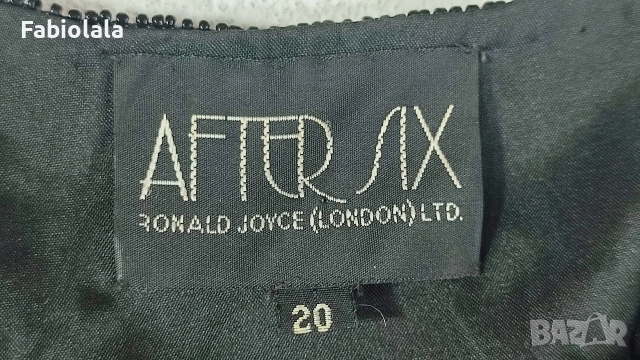 Fabiolala
AFTER SIX
RONALD JOYCE (LONDON) LTD.
20
BAZAR